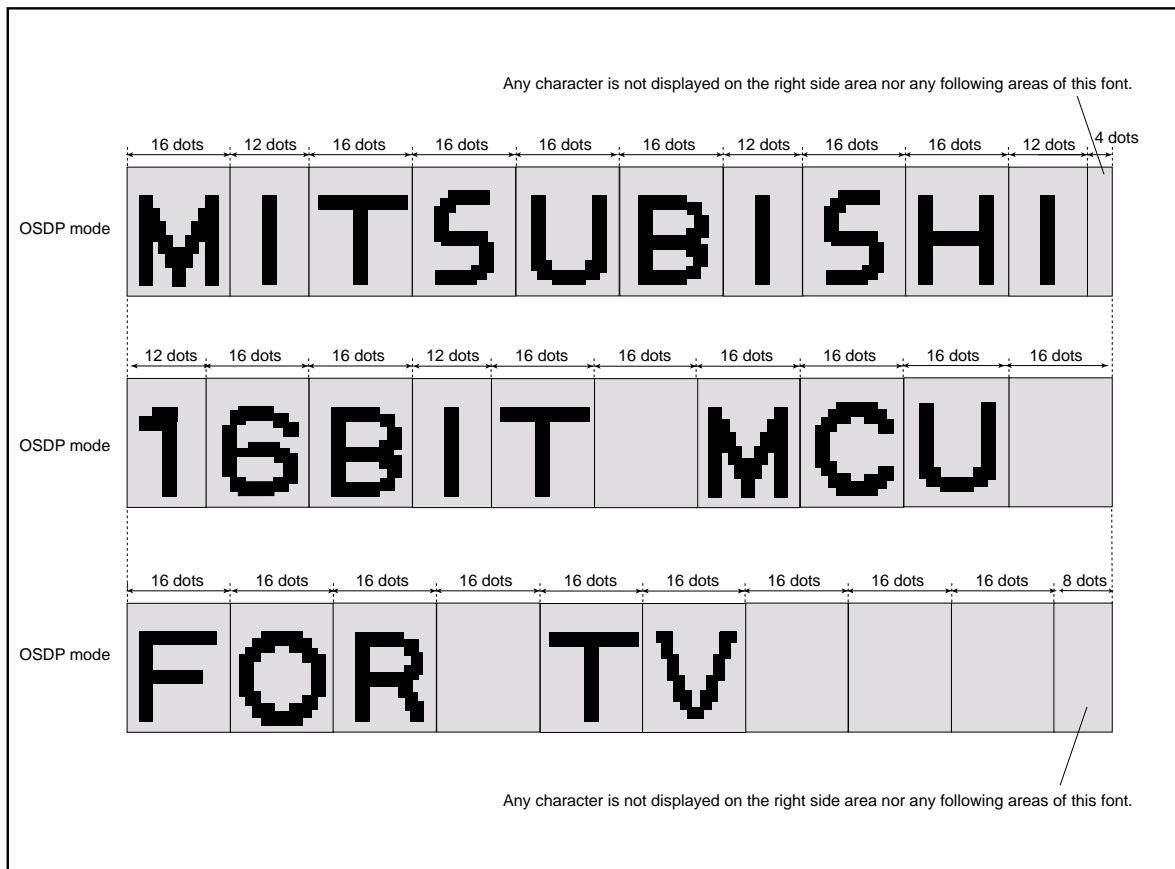 Any character is not displayed on the right side area nor any following areas of this font.
16 dots 12 dots 16 dots 16 dots 16 dots 16 dots 12 dots 16 dots 16 dots 12 dots 4 dots
OSDP mode MITSUBISHI
12 dots 16 dots 16 dots 12 dots 16 dots 16 dots 16 dots 16 dots 16 dots 16 dots
OSDP mode 16BIT MCU
16 dots 16 dots 16 dots 16 dots 16 dots 16 dots 16 dots 16 dots 16 dots 8 dots
OSDP mode FOR TV
Any character is not displayed on the right side area nor any following areas of this font.